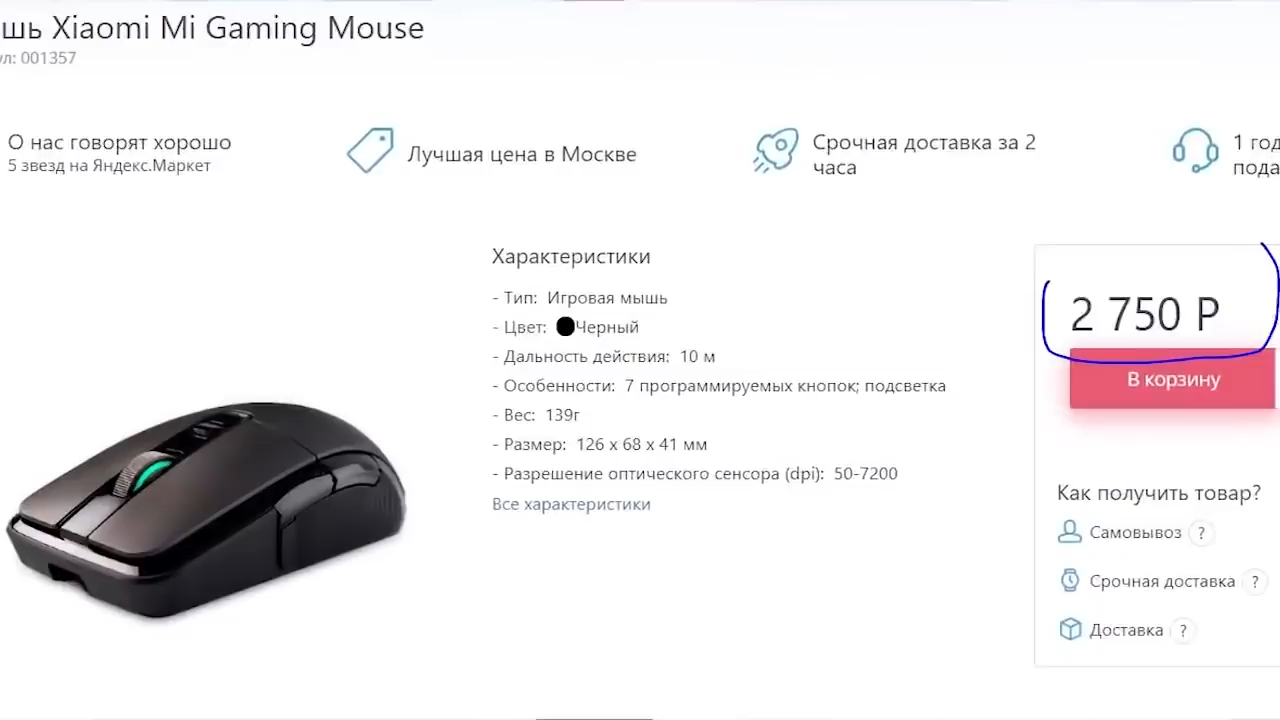 шь Xiaomi Mi Gaming Mouse
ул: 001357
О нас говорят хорошо
5 звезд на Яндекс.Маркет
Лучшая цена в Москве
Срочная доставка за 2
часа
1 год
пода
Характеристики
- Тип: Игровая мышь
- Цвет: Черный
- Дальность действия: 10 м
- Особенности: 7 программируемых кнопок; подсветка
- Вес: 139г
- Размер: 126 x 68 x 41 мм
- Разрешение оптического сенсора (dpi): 50-7200
Все характеристики
2 750 Р
В корзину
Как получить товар?
Самовывоз ?
Срочная доставка ?
Доставка ?